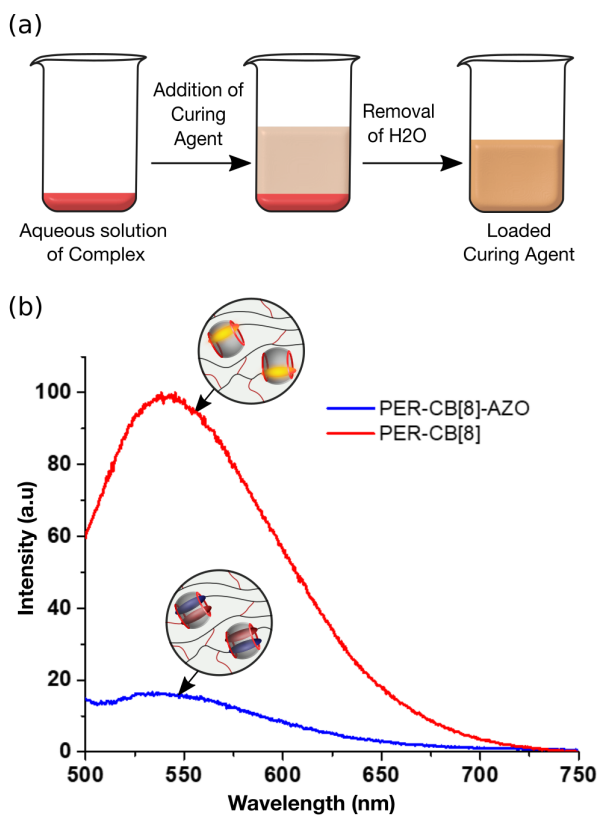 (a)
Addition of
Curing
Agent
Removal
of H2O
Aqueous solution
of Complex
Loaded
Curing Agent
(b)
PER-CB[8]-AZO
PER-CB[8]
Intensity (a.u)
100
80
60
40
20
0
500
550
600
650
700
750
Wavelength (nm)